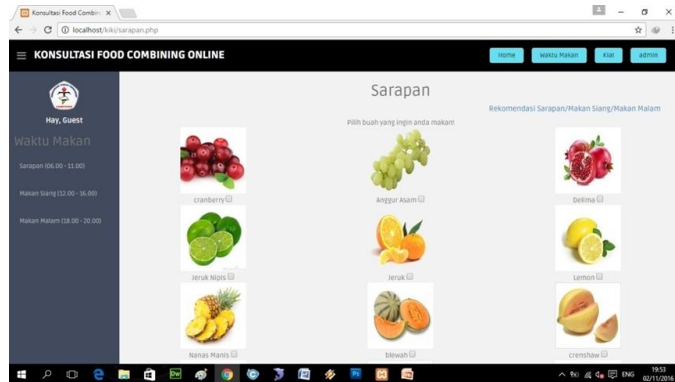 Konsultasi Food Combin
localhost/kiki/sarapan.php
KONSULTASI FOOD COMBINING ONLINE
Home
Waktu Makan
Kiat
admin
Hay, Guest
Waktu Makan
Sarapan (06.00 - 11.00)
Makan Siang (12.00 - 16.00)
Makan Malam (18.00 - 20.00)
Sarapan
Rekomendasi Sarapan/Makan Siang/Makan Malam
Pilih buah yang ingin anda makan!
cranberry
Anggur Asam
Delima
Jeruk Nipis
Jeruk
Lemon
Nanas Manis
blewah
crenshaw
ENG
19:53
02/11/2016